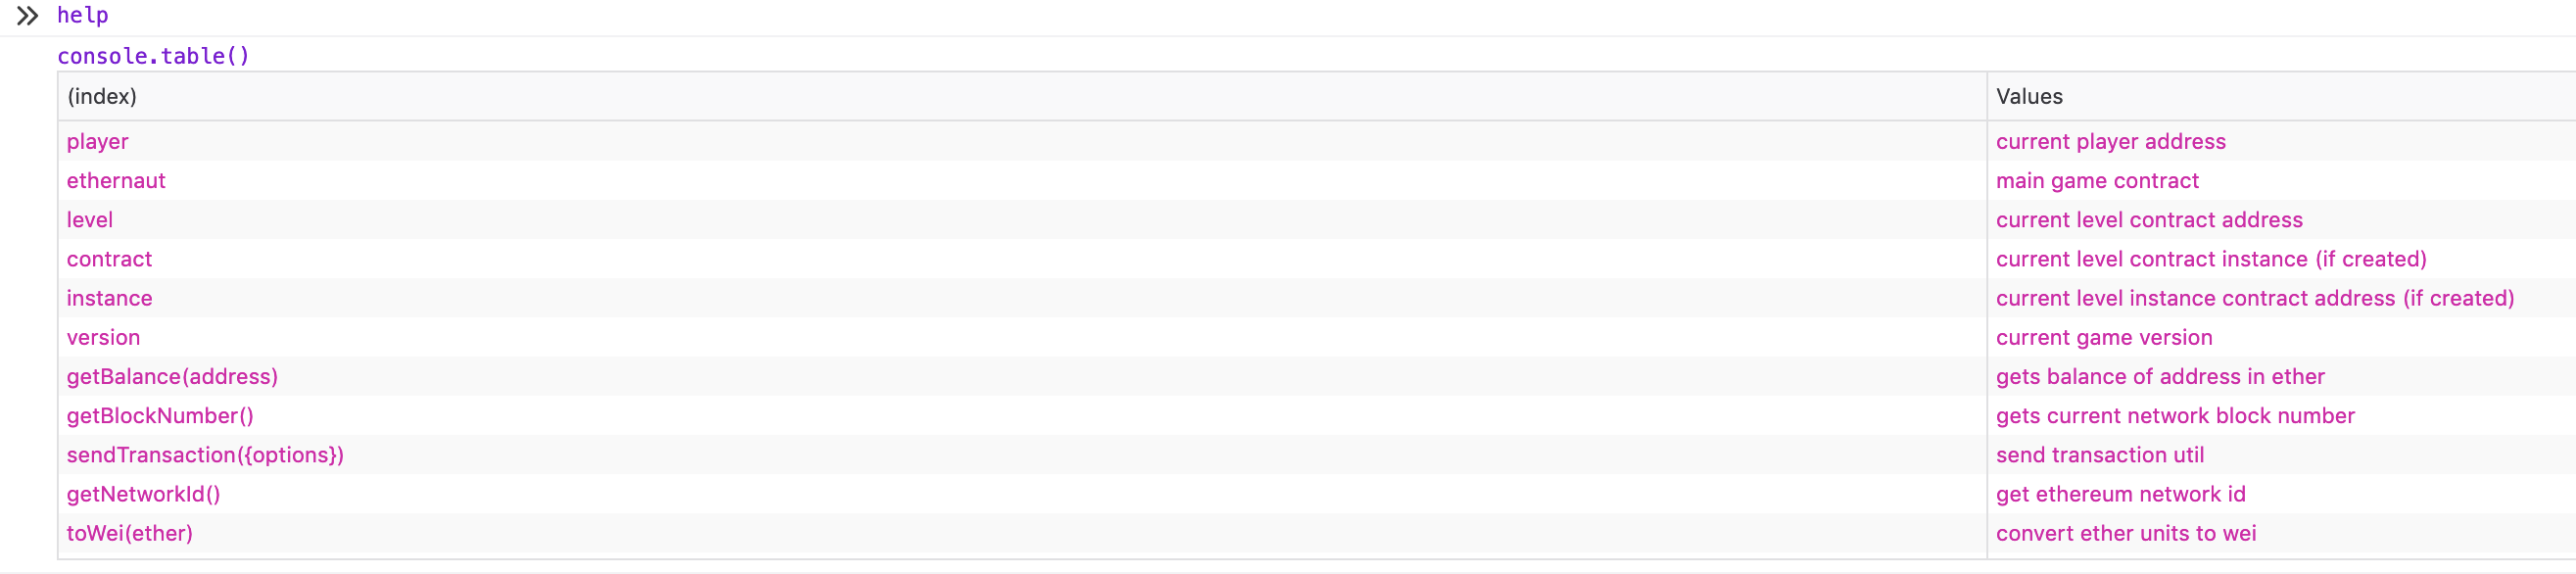 help
console.table()
(index) Values
player current player address
ethernaut main game contract
level current level contract address
contract current level contract instance (if created)
instance current level instance contract address (if created)
version current game version
getBalance(address) gets balance of address in ether
getBlockNumber() gets current network block number
sendTransaction({options}) send transaction util
getNetworkId() get ethereum network id
toWei(ether) convert ether units to wei